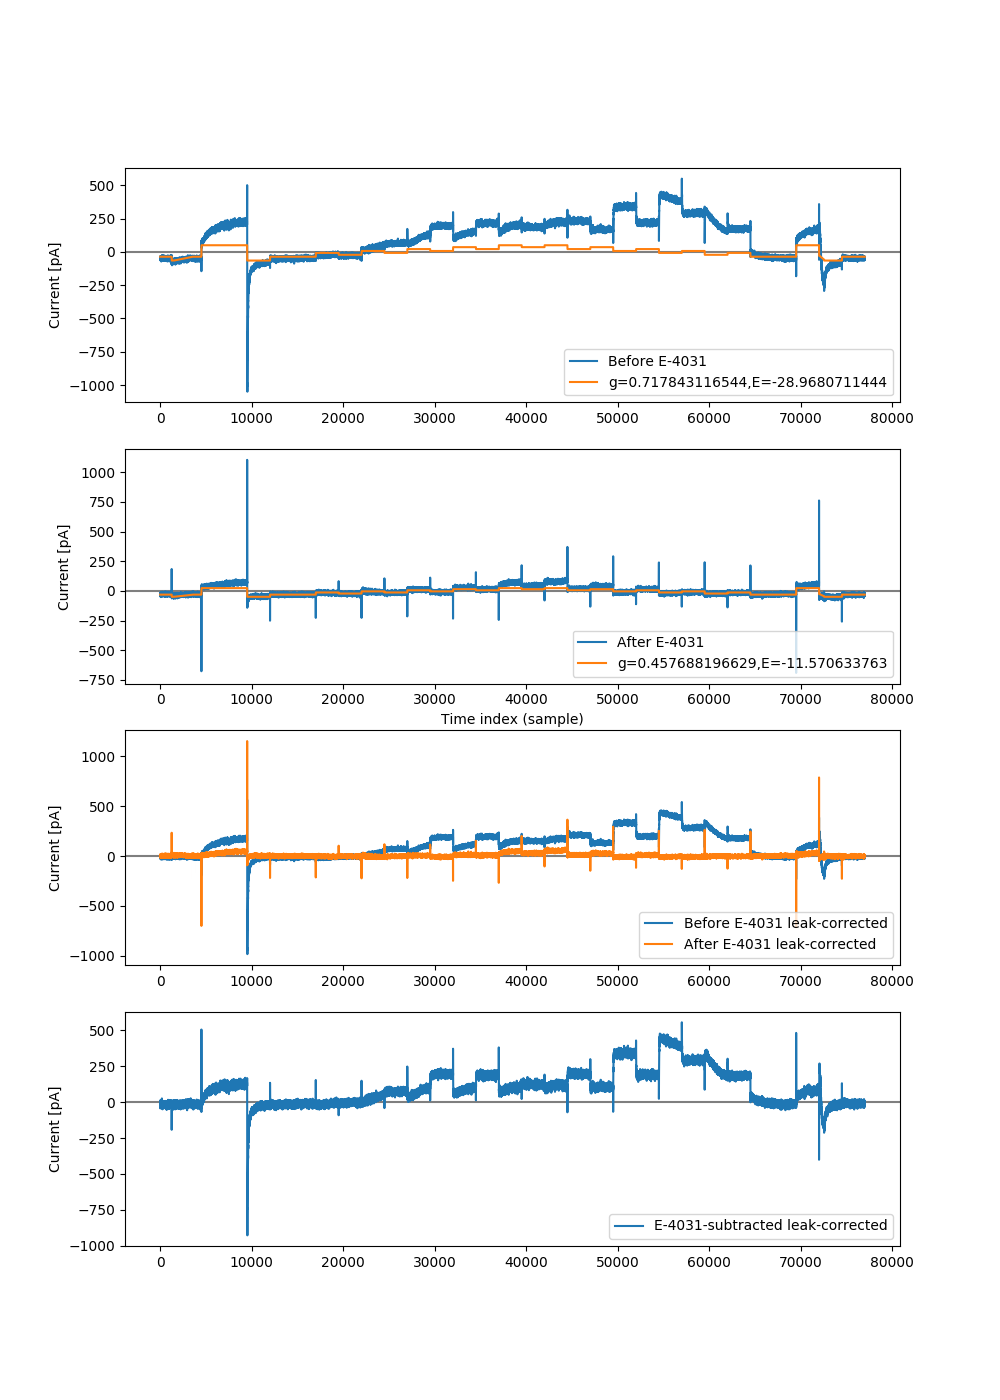 500
250
0
−250
−500
−750
−1000
Current [pA]
Before E-4031
g=0.717843116544,E=-28.9680711444
0 10000 20000 30000 40000 50000 60000 70000 80000
1000
750
500
250
0
−250
−500
−750
Current [pA]
After E-4031
g=0.457688196629,E=-11.570633763
0 10000 20000 30000 40000 50000 60000 70000 80000
Time index (sample)
1000
500
0
−500
−1000
Current [pA]
Before E-4031 leak-corrected
After E-4031 leak-corrected
0 10000 20000 30000 40000 50000 60000 70000 80000
500
250
0
−250
−500
−750
−1000
Current [pA]
E-4031-subtracted leak-corrected
0 10000 20000 30000 40000 50000 60000 70000 80000